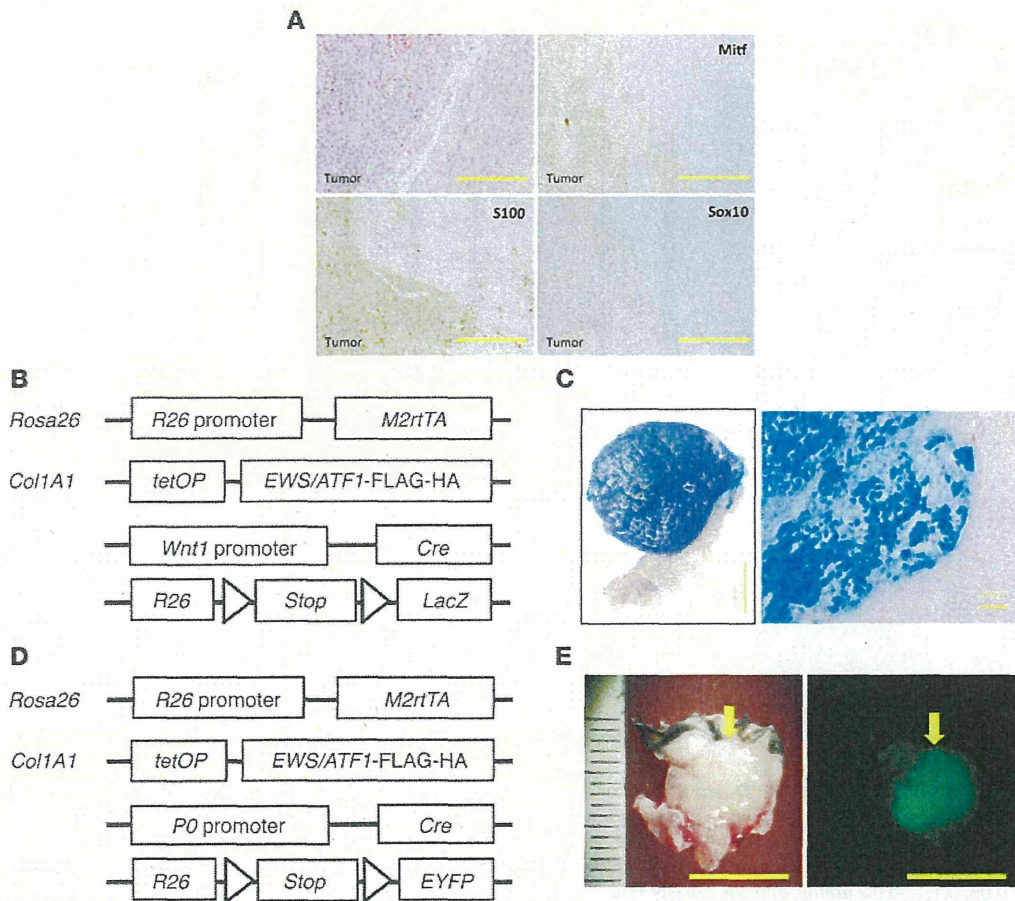 A
Tumor
Mitf
Tumor
S100
Tumor
Sox10
Tumor
B
Rosa26 R26 promoter M2rtTA
Col1A1 tetOP EWS/ATF1-FLAG-HA
Wnt1 promoter Cre
R26 Stop LacZ
C
D
Rosa26 R26 promoter M2rtTA
Col1A1 tetOP EWS/ATF1-FLAG-HA
P0 promoter Cre
R26 Stop EYFP
E